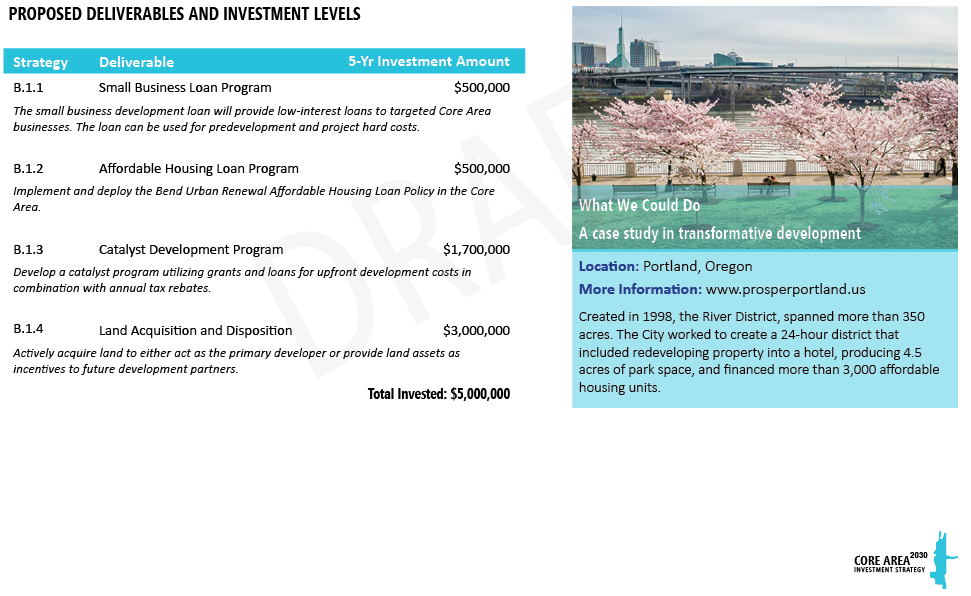 PROPOSED DELIVERABLES AND INVESTMENT LEVELS
Strategy Deliverable 5-Yr Investment Amount
B.1.1 Small Business Loan Program $500,000
The small business development loan will provide low-interest loans to targeted Core Area
businesses. The loan can be used for predevelopment and project hard costs.
B.1.2 Affordable Housing Loan Program $500,000
Implement and deploy the Bend Urban Renewal Affordable Housing Loan Policy in the Core
Area.
B.1.3 Catalyst Development Program $1,700,000
Develop a catalyst program utilizing grants and loans for upfront development costs in
combination with annual tax rebates.
B.1.4 Land Acquisition and Disposition $3,000,000
Actively acquire land to either act as the primary developer or provide land assets as
incentives to future development partners.
Total Invested: $5,000,000
DRA
What We Could Do
A case study in transformative development
Location: Portland, Oregon
More Information: www.prosperportland.us
Created in 1998, the River District, spanned more than 350
acres. The City worked to create a 24-hour district that
included redeveloping property into a hotel, producing 4.5
acres of park space, and financed more than 3,000 affordable
housing units.
CORE AREA 2030
INVESTMENT STRATEGY